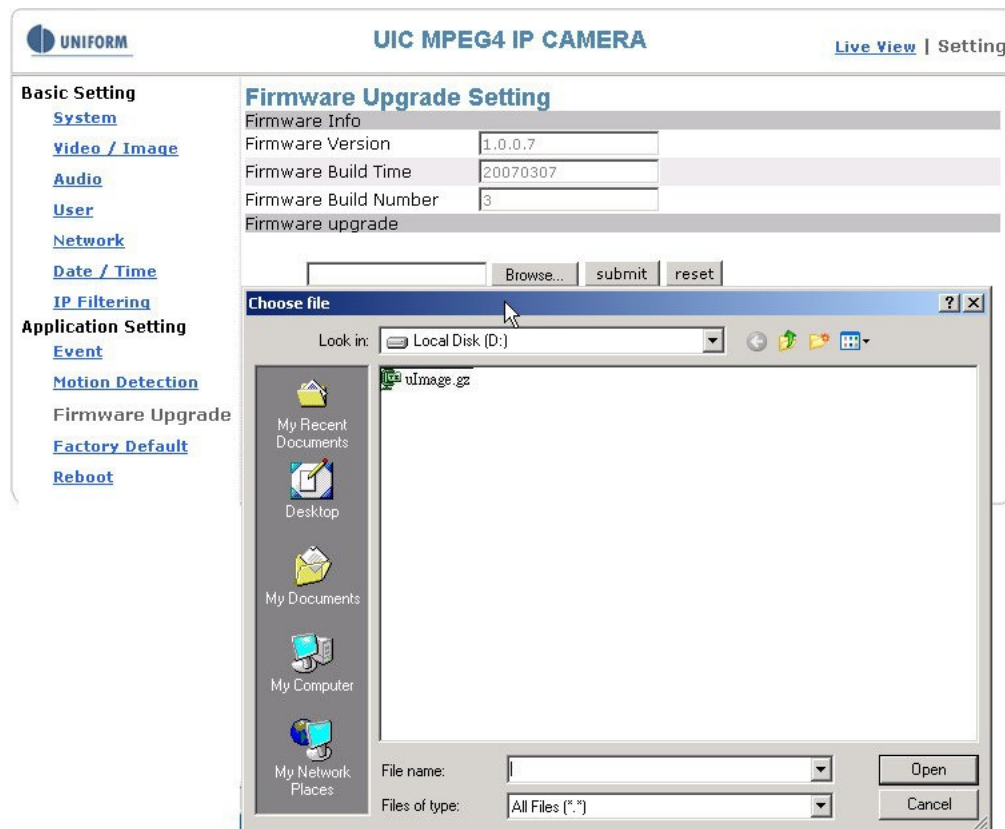 UNIFORM
UIC MPEG4 IP CAMERA
Live View | Setting
Basic Setting
System
Video / Image
Audio
User
Network
Date / Time
IP Filtering
Application Setting
Event
Motion Detection
Firmware Upgrade
Factory Default
Reboot
Firmware Upgrade Setting
Firmware Info
Firmware Version 1.0.0.7
Firmware Build Time 20070307
Firmware Build Number 3
Firmware upgrade
Browse... submit reset
Choose file
Look in: Local Disk (D:)
uImage.gz
My Recent
Documents
Desktop
My Documents
My Computer
My Network
Places
File name:
Open
Files of type: All Files (*.*)
Cancel